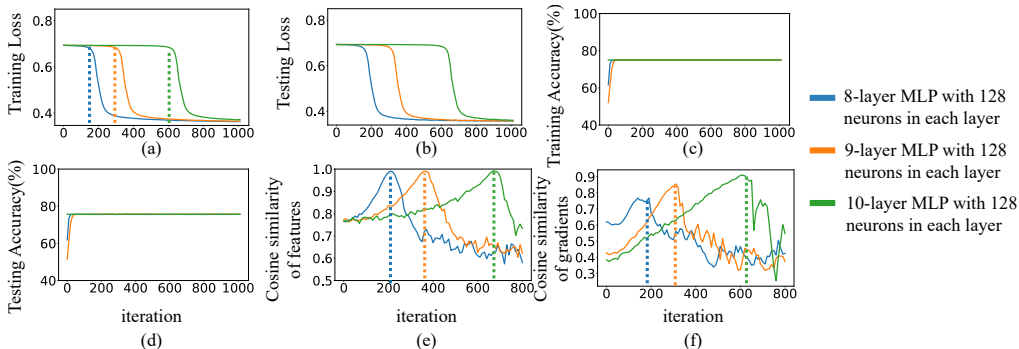 Training Loss
0.8
0.6
0.4
0 200 400 600 800 1000
(a)
Testing Loss
0.8
0.6
0.4
0 200 400 600 800 1000
(b)
Training Accuracy(%)
100
80
60
40
0 200 400 600 800 1000
(c)
8-layer MLP with 128
neurons in each layer
9-layer MLP with 128
neurons in each layer
10-layer MLP with 128
neurons in each layer
Testing Accuracy(%)
100
80
60
40
0 200 400 600 800 1000
iteration
(d)
Cosine similarity
of features
1.0
0.9
0.8
0.7
0.6
0.5
0 200 400 600 800
iteration
(e)
Cosine similarity
of gradients
0.9
0.8
0.7
0.6
0.5
0.4
0.3
0 200 400 600 800
iteration
(f)